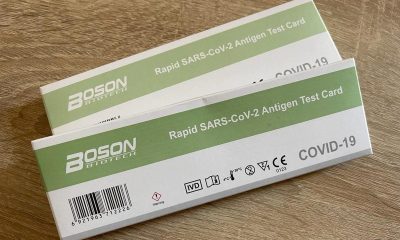 BOSON
BIOTECH
Rapid SARS-CoV-2 Antigen Test Card
COVID-19
BOSON
BIOTECH
Rapid SARS-CoV-2 Antigen Test Card
IVD
CE
0123
COVID-19